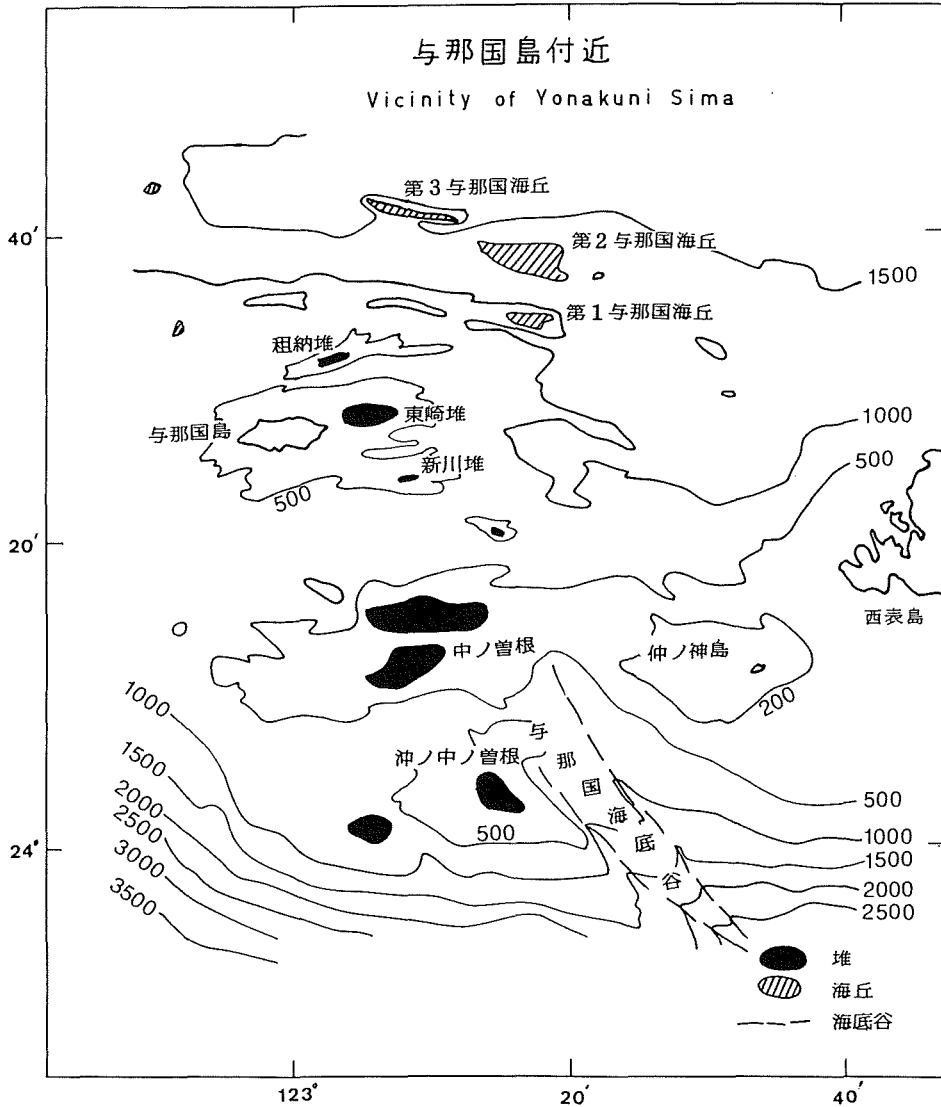 与那国島付近
Vicinity of Yonakuni Sima
第3与那国海丘
40′
第2与那国海丘
1500
第1与那国海丘
租納堆
東崎堆
1000
与那国島
新川堆
500
500
20′
西表島
中ノ曽根
仲ノ神島
200
1000
与
那
国
海
底
谷
1500
沖ノ中ノ曽根
2000
2500
3000
3500
500
500
1000
24°
1500
2000
2500
堆
海丘
海底谷
123°
20′
40′